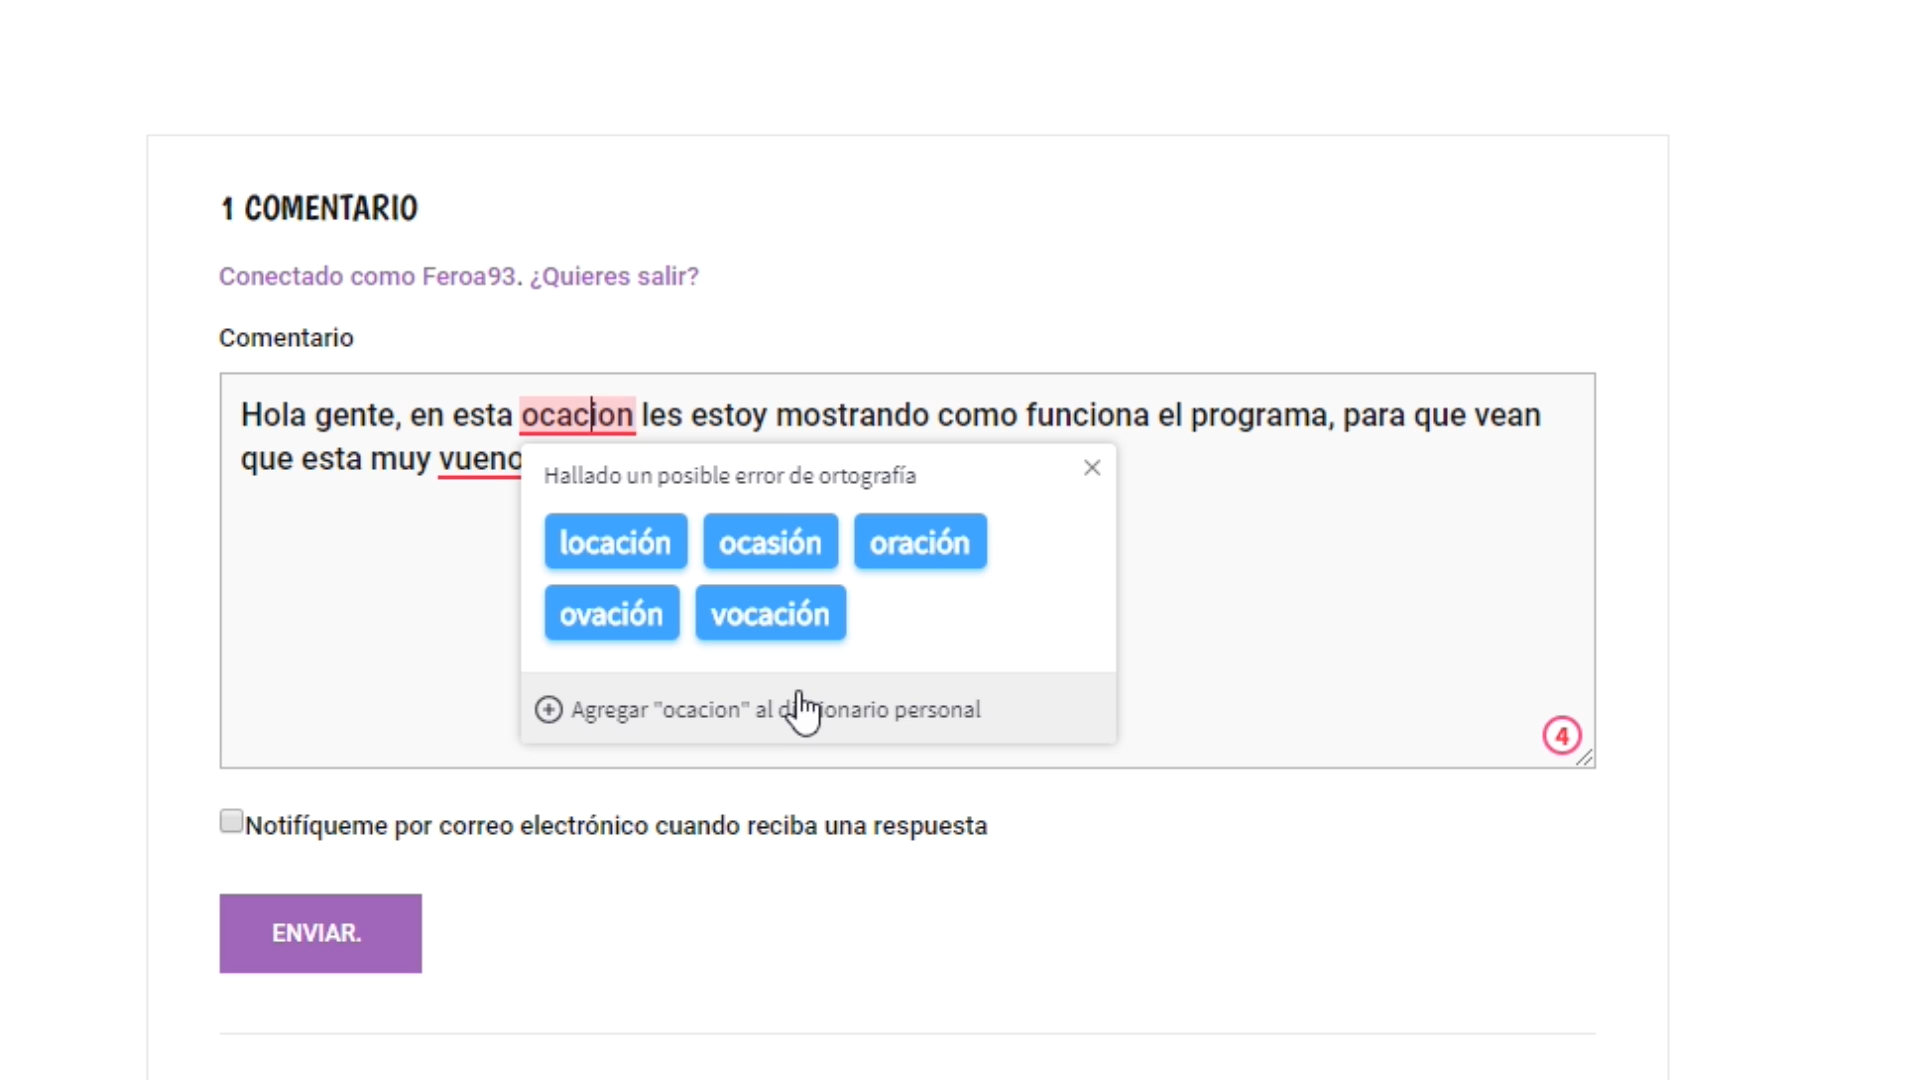 1 COMENTARIO
Conectado como Feroa93. ¿Quieres salir?
Comentario
Hola gente, en esta ocacion les estoy mostrando como funciona el programa, para que vean
que esta muy vueno
Hallado un posible error de ortografía
locación ocasión oración
ovación vocación
Agregar "ocacion" al diccionario personal
4
Notifíqueme por correo electrónico cuando reciba una respuesta
ENVIAR.